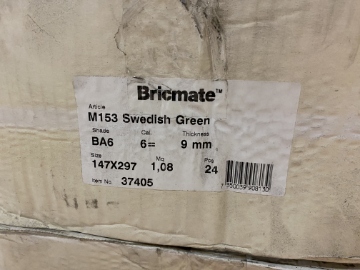 Bricmate™
Article
M153 Swedish Green
Shade Cal. Thickness
BA6 6= 9 mm
Size Mq Pcs
147X297 1,08 24
Item No. 37405